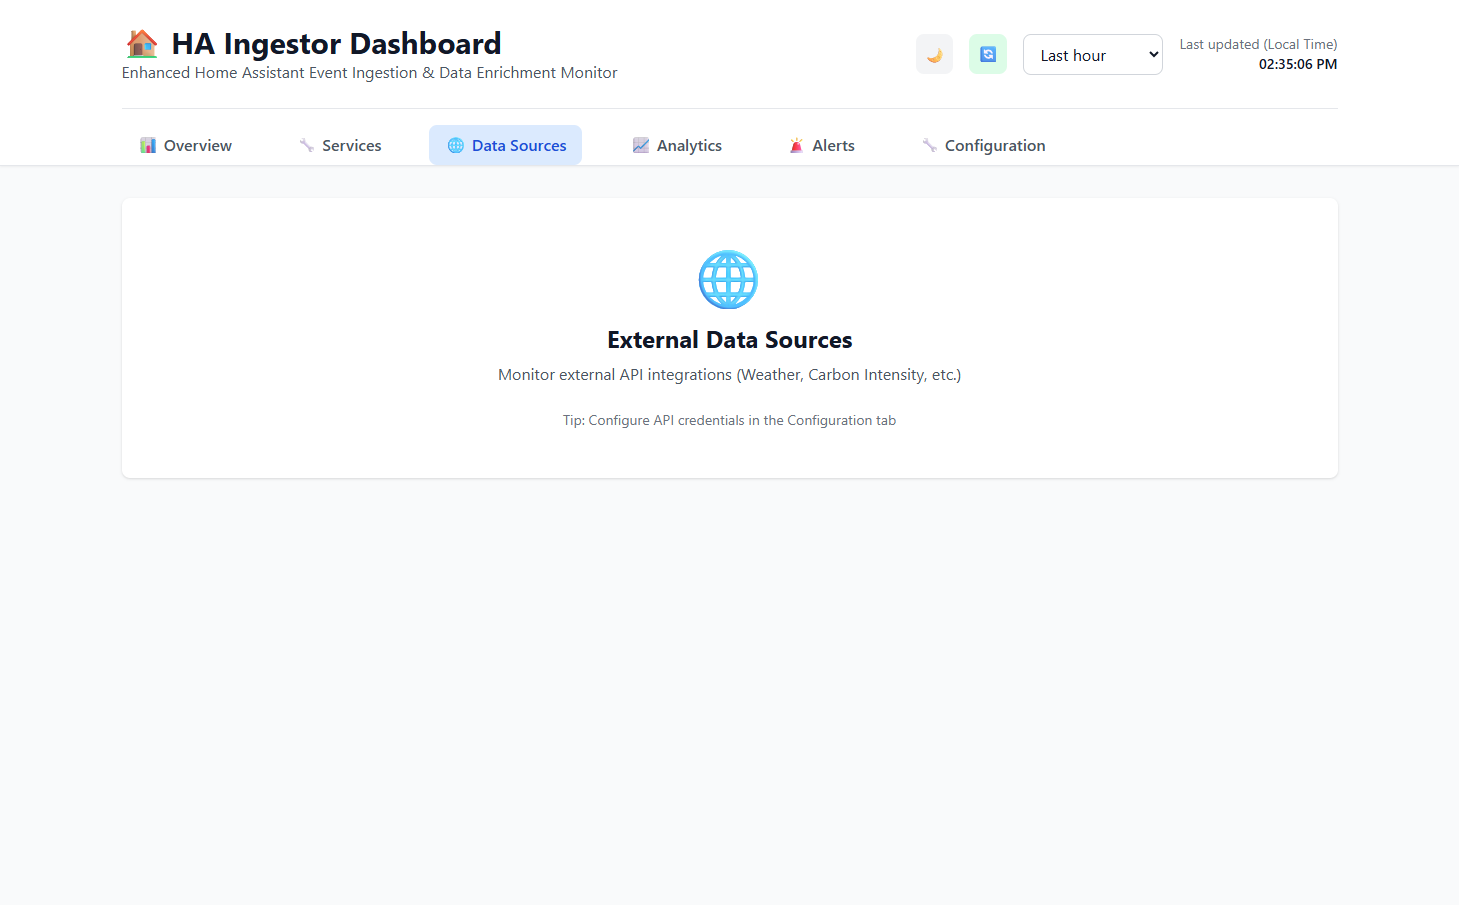 HA Ingestor Dashboard
Enhanced Home Assistant Event Ingestion & Data Enrichment Monitor
Last hour
Last updated (Local Time)
02:35:06 PM
Overview
Services
Data Sources
Analytics
Alerts
Configuration
External Data Sources
Monitor external API integrations (Weather, Carbon Intensity, etc.)
Tip: Configure API credentials in the Configuration tab